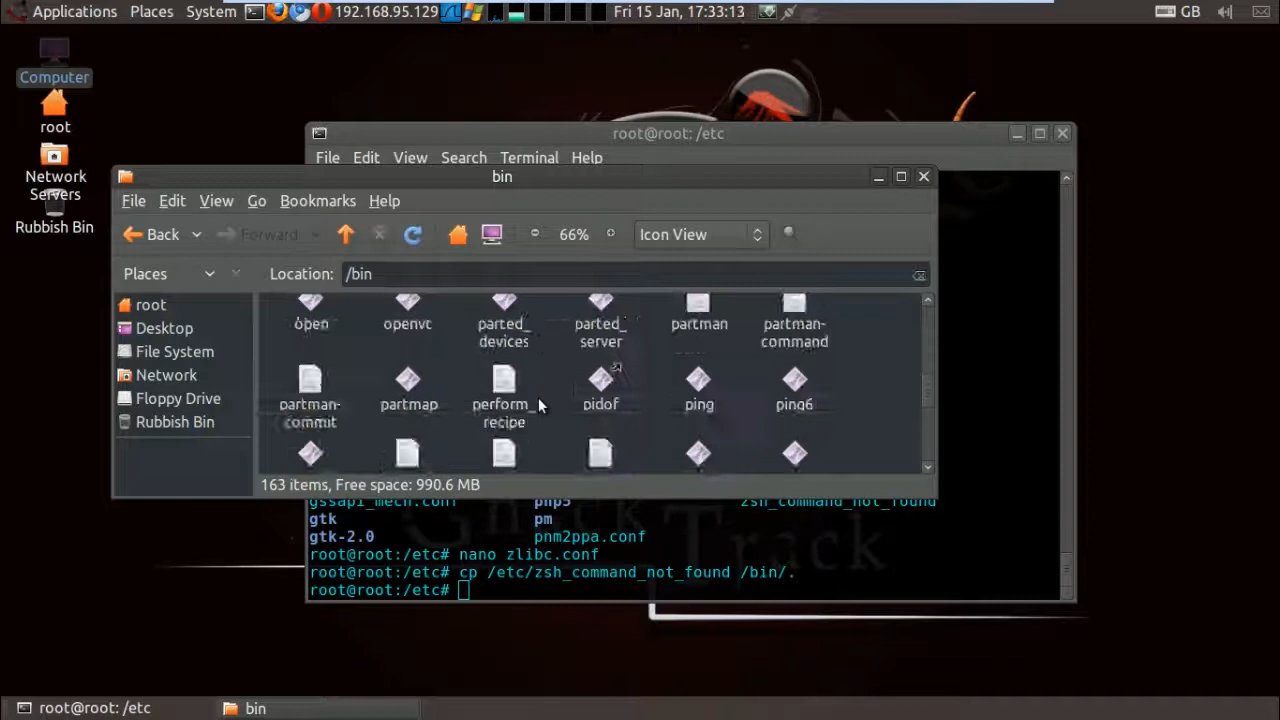 Applications Places System 192.168.95.129 Fri 15 Jan, 17:33:13 GB
Computer
root
Network
Servers
Rubbish Bin
root@root: /etc
File Edit View Search Terminal Help
bin
File Edit View Go Bookmarks Help
Back Forward 66% Icon View
Places Location: /bin
root
Desktop
File System
Network
Floppy Drive
Rubbish Bin
open openvt parted_
devices parted_
server partman partman-
command
partman-
commit partmap perform_
recipe pidof ping ping6
163 items, Free space: 990.6 MB
gssapi_mech.conf php5 zsh_command_not_found
gtk pm
gtk-2.0 pnm2ppa.conf
root@root:/etc# nano zlibc.conf
root@root:/etc# cp /etc/zsh_command_not_found /bin/.
root@root:/etc#
Track
root@root: /etc bin